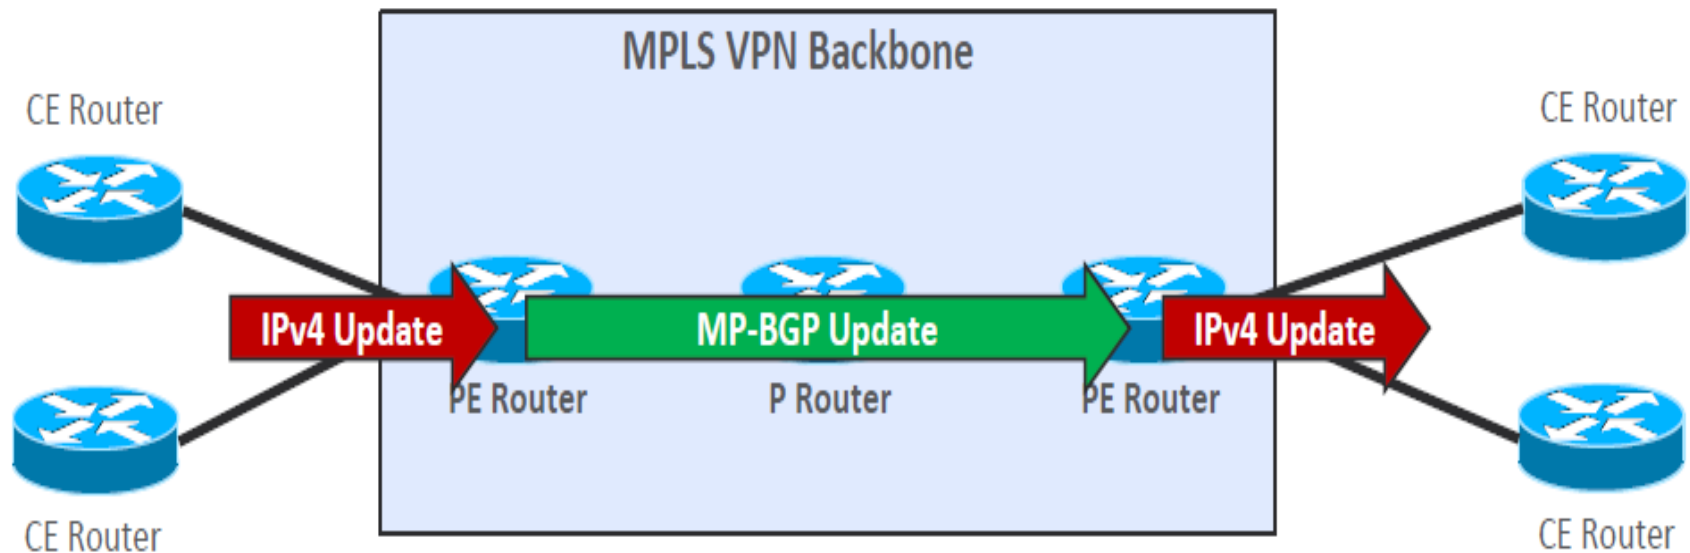 MPLS VPN Backbone
CE Router
CE Router
IPv4 Update
MP-BGP Update
IPv4 Update
PE Router
P Router
PE Router
CE Router
CE Router